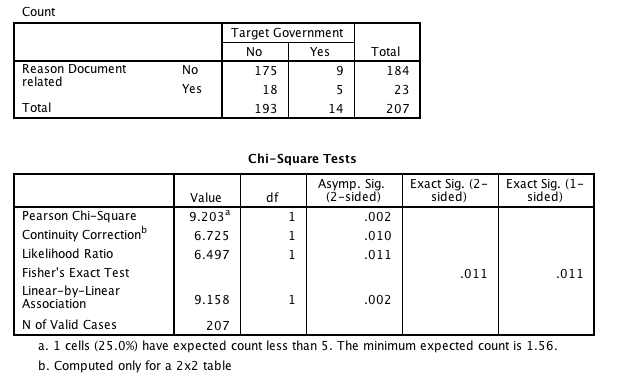 Count
Target Government
No Yes Total
Reason Document related No 175 9 184
Yes 18 5 23
Total 193 14 207
Chi-Square Tests
Value df Asymp. Sig. (2-sided) Exact Sig. (2-sided) Exact Sig. (1-sided)
Pearson Chi-Square 9.203a 1 .002
Continuity Correctionb 6.725 1 .010
Likelihood Ratio 6.497 1 .011
Fisher's Exact Test .011 .011
Linear-by-Linear Association 9.158 1 .002
N of Valid Cases 207
a. 1 cells (25.0%) have expected count less than 5. The minimum expected count is 1.56.
b. Computed only for a 2x2 table